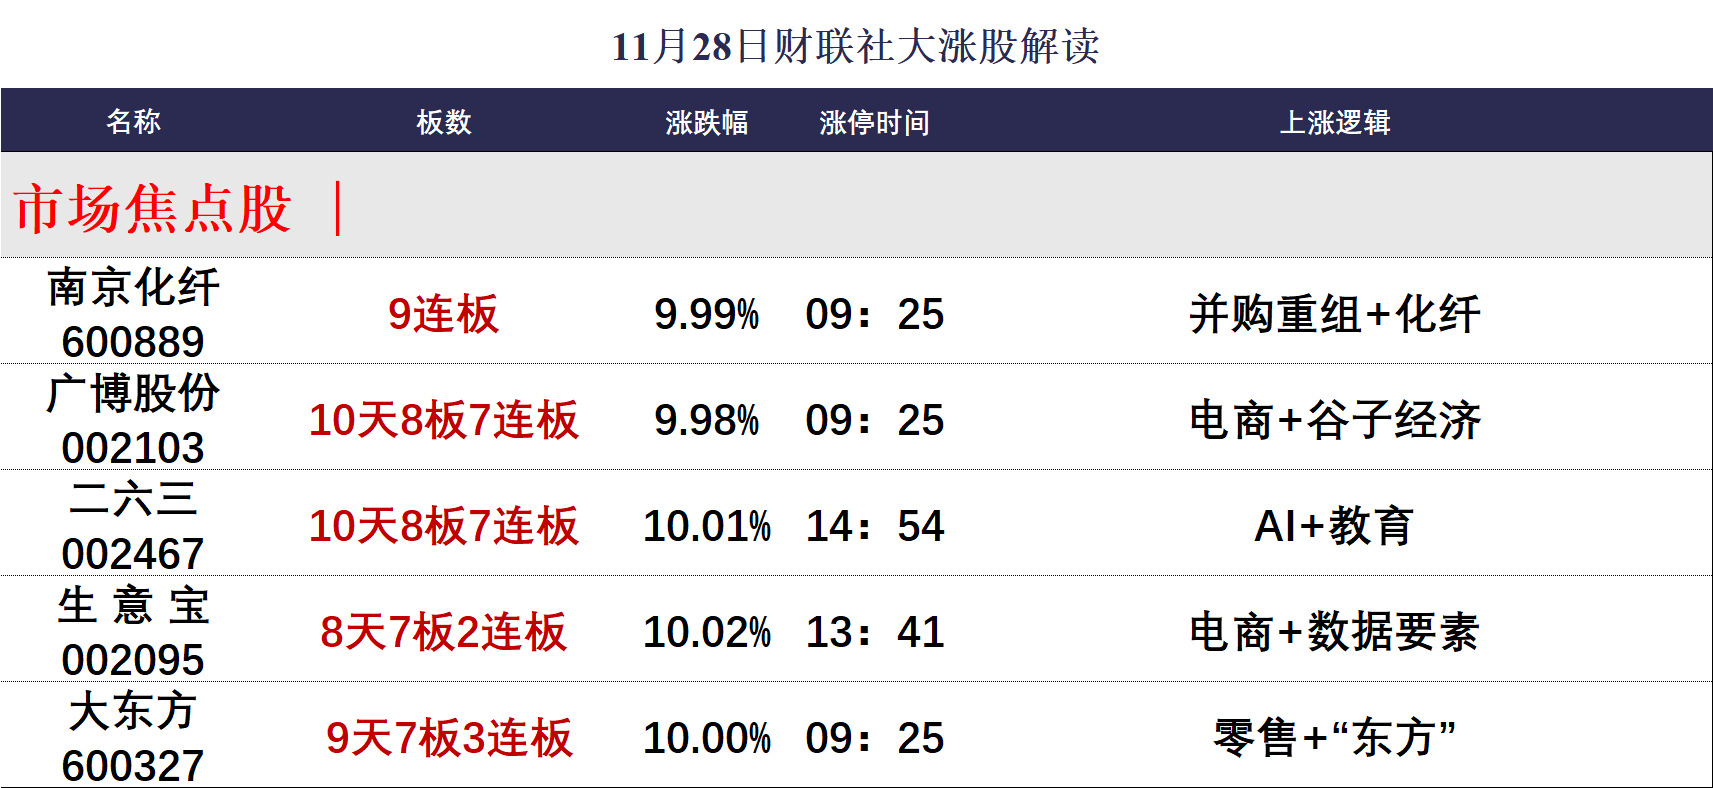 11月28日财联社大涨股解读
名称 板数 涨跌幅 涨停时间 上涨逻辑
市场焦点股 ｜
南京化纤
600889 9连板 9.99% 09：25 并购重组+化纤
广博股份
002103 10天8板7连板 9.98% 09：25 电商+谷子经济
二六三
002467 10天8板7连板 10.01% 14：54 AI+教育
生 意 宝
002095 8天7板2连板 10.02% 13：41 电商+数据要素
大东方
600327 9天7板3连板 10.00% 09：25 零售+“东方”